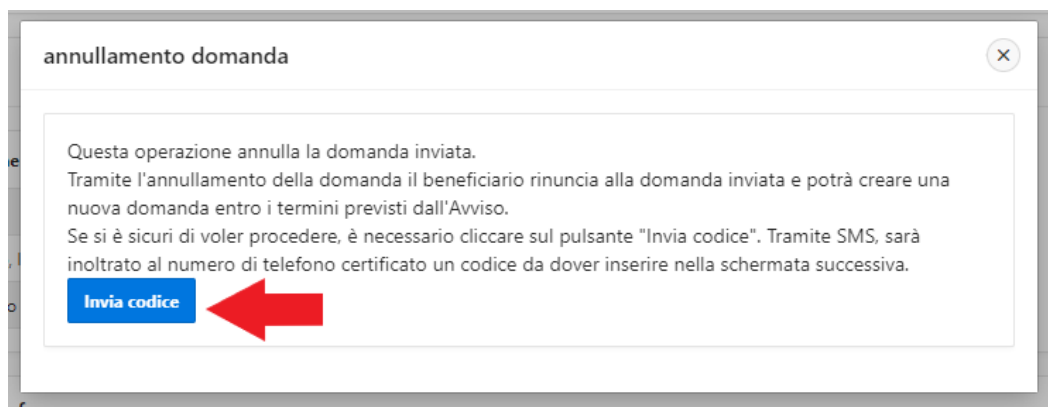 annullamento domanda
Questa operazione annulla la domanda inviata.
Tramite l'annullamento della domanda il beneficiario rinuncia alla domanda inviata e potrà creare una
nuova domanda entro i termini previsti dall'Avviso.
Se si è sicuri di voler procedere, è necessario cliccare sul pulsante "Invia codice". Tramite SMS, sarà
inoltrato al numero di telefono certificato un codice da dover inserire nella schermata successiva.
Invia codice